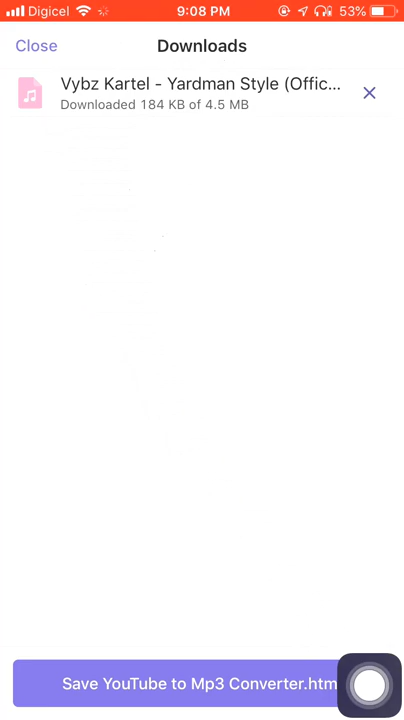 Digicel 9:08 PM 53%
Close Downloads
Vybz Kartel - Yardman Style (Offic...
Downloaded 184 KB of 4.5 MB
Save YouTube to Mp3 Converter.htm